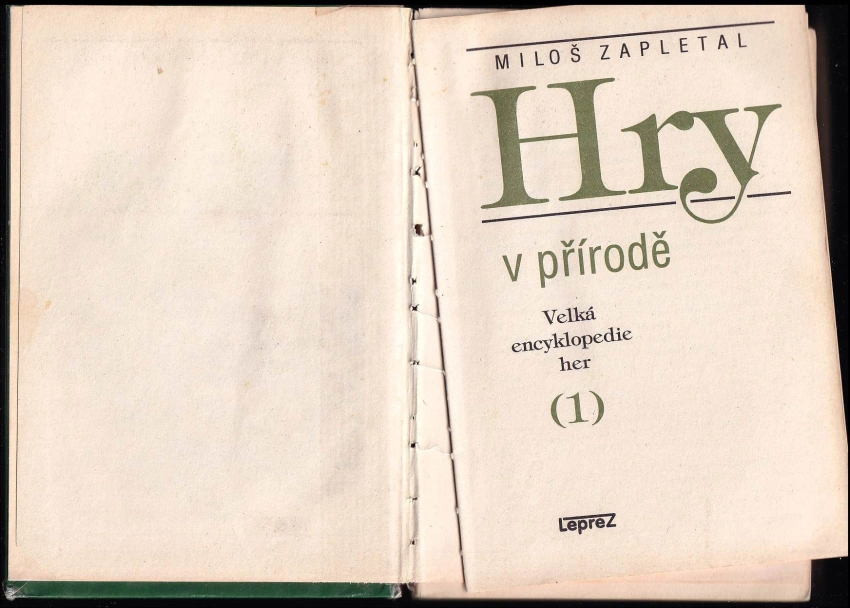 MILOŠ ZAPLETAL
Hry
v přírodě
Velká
encyklopedie
her
(1)
LepreZ